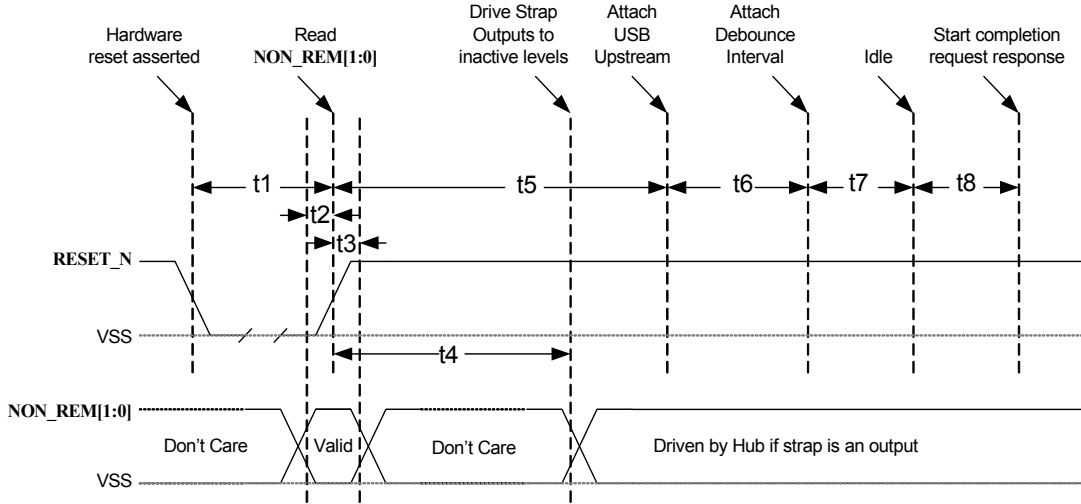 Hardware
reset asserted
Read
NON_REM[1:0]
Drive Strap
Outputs to
inactive levels
Attach
USB
Upstream
Attach
Debounce
Interval
Idle
Start completion
request response
t1
t5
t6
t7
t8
t2
t3
RESET_N
VSS
t4
NON_REM[1:0]
Don't Care
Valid
Don't Care
Driven by Hub if strap is an output
VSS